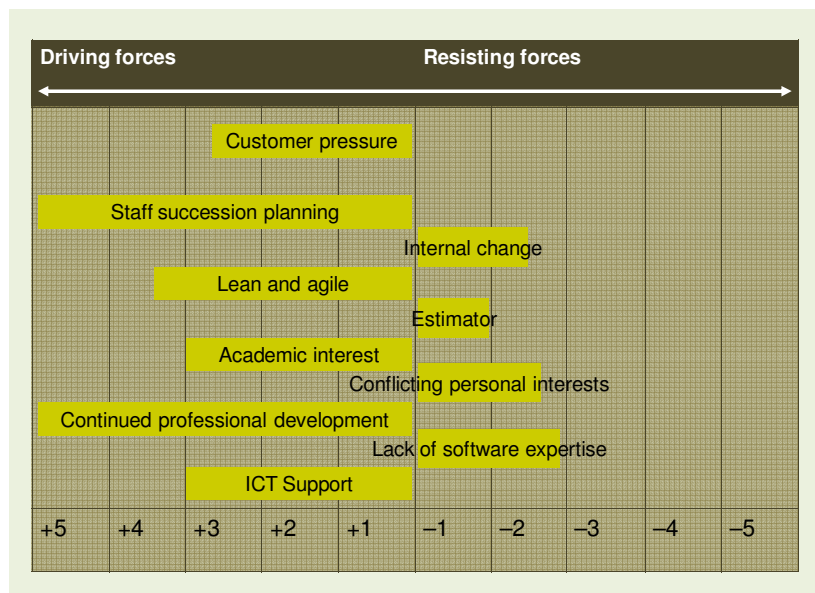 Driving forces
Resisting forces
Customer pressure
Staff succession planning
Internal change
Lean and agile
Estimator
Academic interest
Conflicting personal interests
Continued professional development
Lack of software expertise
ICT Support
+5 +4 +3 +2 +1 –1 –2 –3 –4 –5